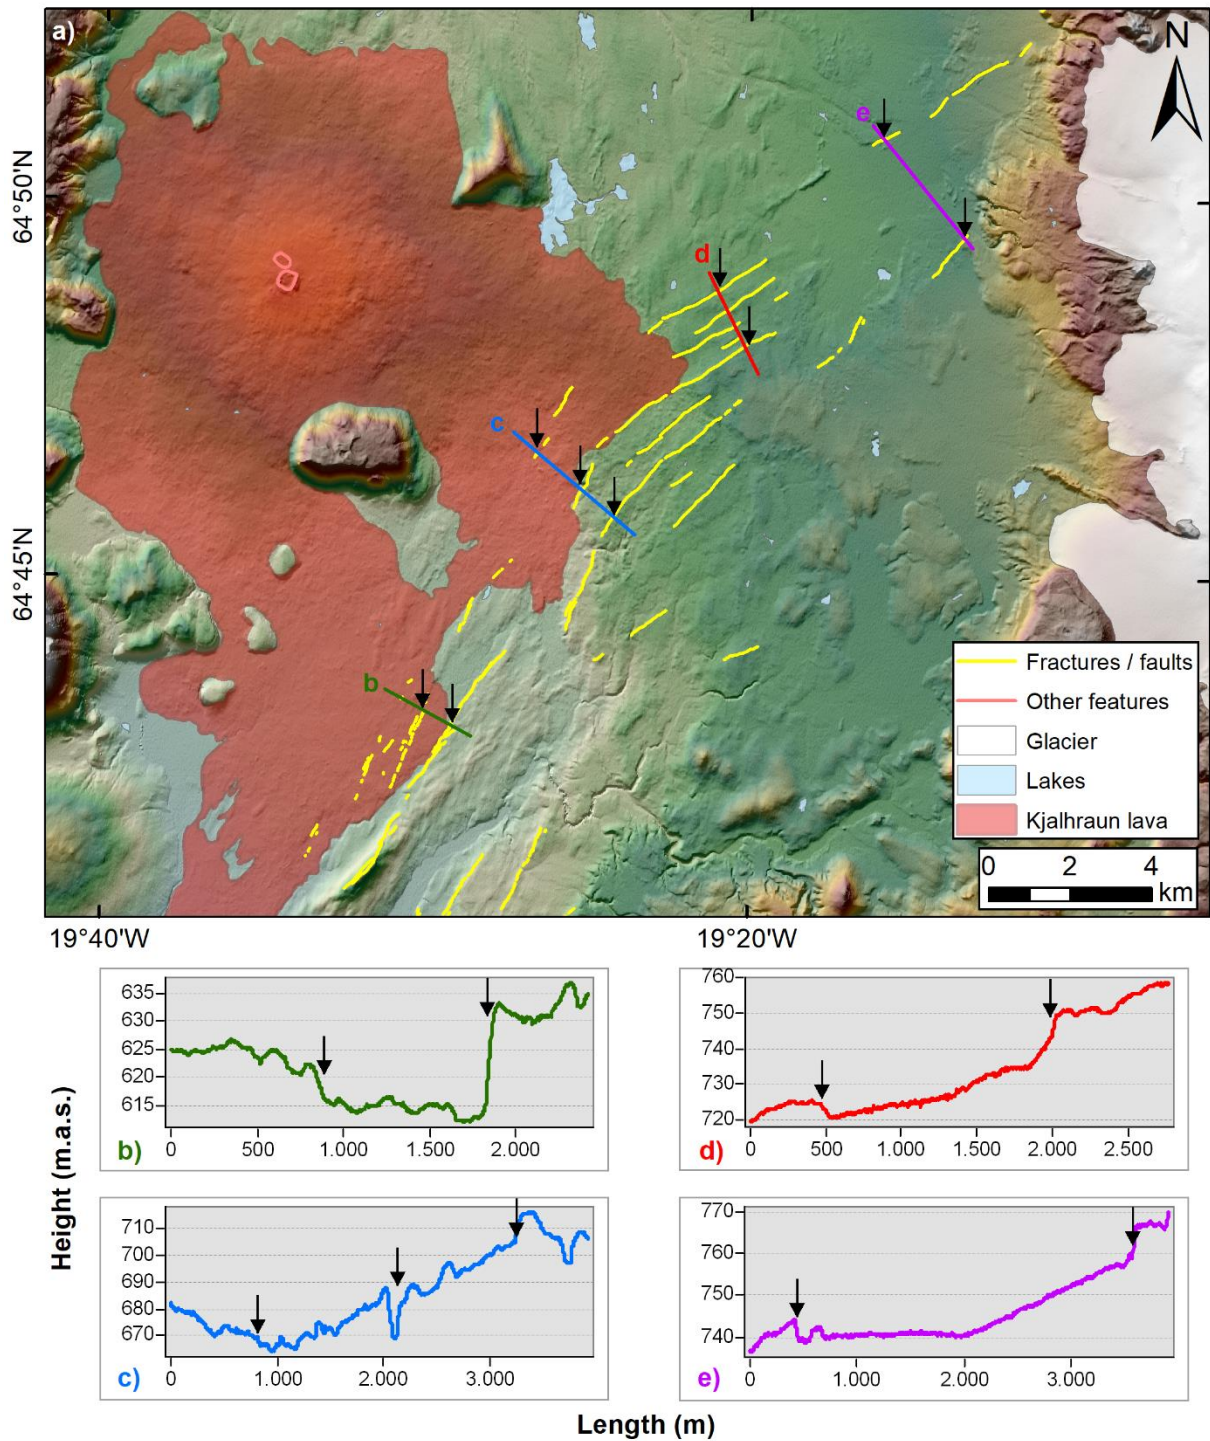 a)
N
e
64°50'N
d
c
64°45'N
b
Fractures / faults
Other features
Glacier
Lakes
Kjalhraun lava
0 2 4
km
19°40'W 19°20'W
Height (m.a.s.)
635
630
625
620
615
0 500 1.000 1.500 2.000
b)
760
750
740
730
720
0 500 1.000 1.500 2.000 2.500
d)
710
700
690
680
670
0 1.000 2.000 3.000
c)
770
760
750
740
0 1.000 2.000 3.000
e)
Length (m)